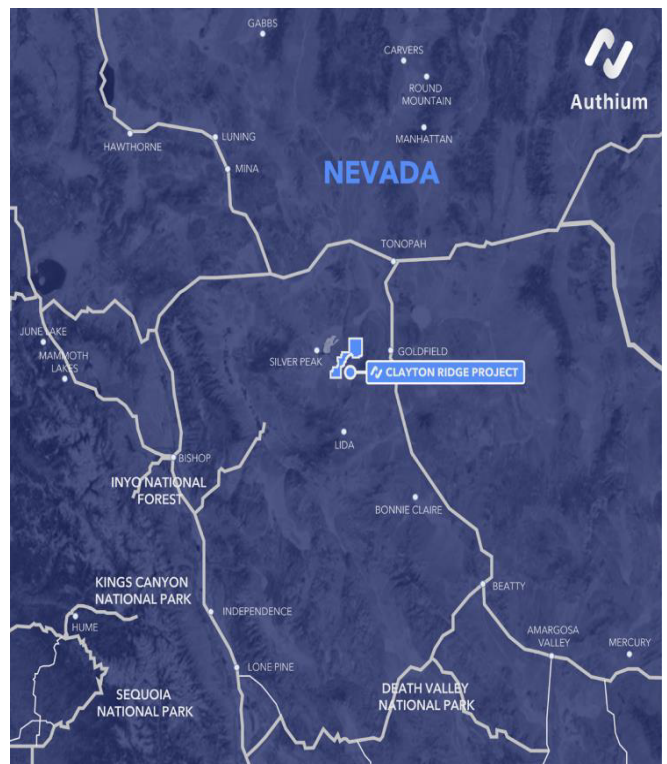 GABBS
CARVERS
ROUND
MOUNTAIN
Authium
HAWTHORNE
LUNING
MANHATTAN
MINA
NEVADA
TONOPAH
JUNE LAKE
MAMMOTH
LAKES
SILVER PEAK
GOLDFIELD
CLAYTON RIDGE PROJECT
LIDA
BISHOP
INYO NATIONAL
FOREST
BONNIE CLAIRE
KINGS CANYON
NATIONAL PARK
HUME
INDEPENDENCE
BEATTY
AMARGOSA
VALLEY
MERCURY
LONE PINE
SEQUOIA
NATIONAL PARK
DEATH VALLEY
NATIONAL PARK